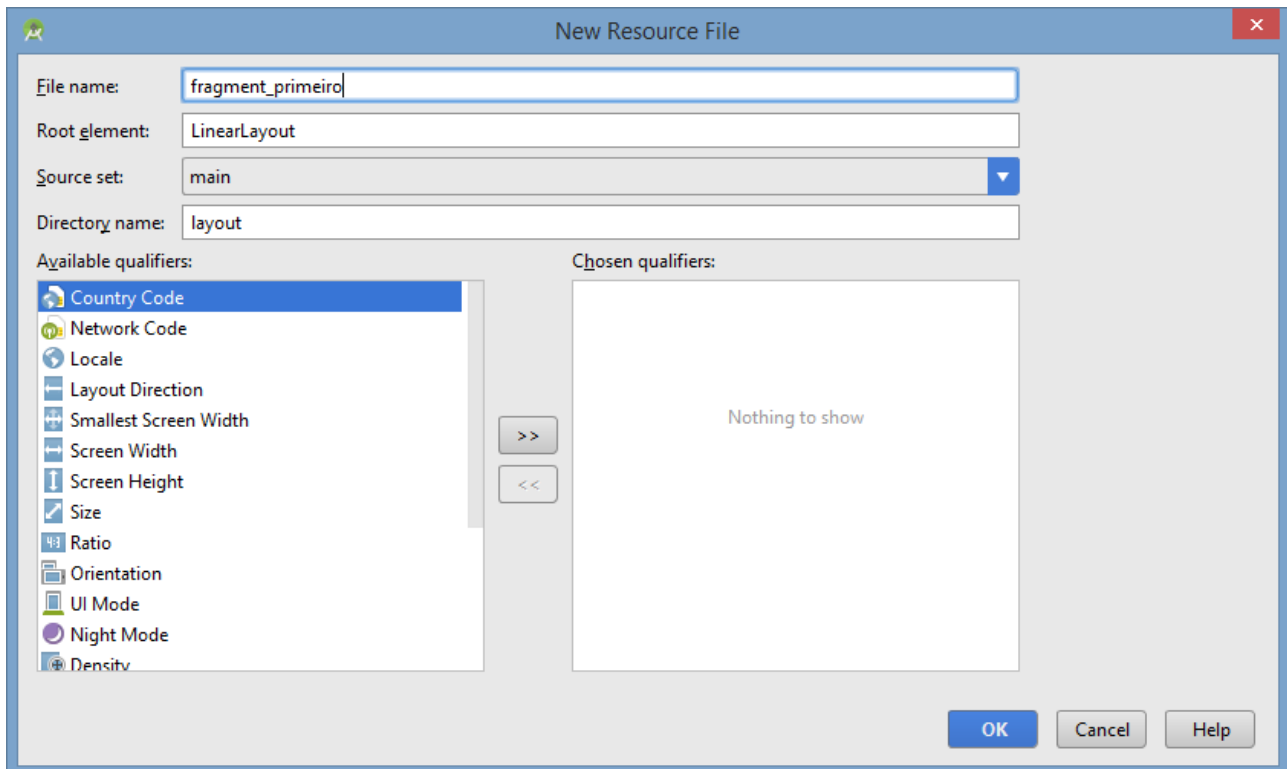 New Resource File
File name: fragment_primeiro
Root element: LinearLayout
Source set: main
Directory name: layout
Available qualifiers:
Chosen qualifiers:
Country Code
Network Code
Locale
Layout Direction
Smallest Screen Width
Screen Width
Screen Height
Size
4:3 Ratio
Orientation
UI Mode
Night Mode
Density
>>
<<
Nothing to show
OK Cancel Help